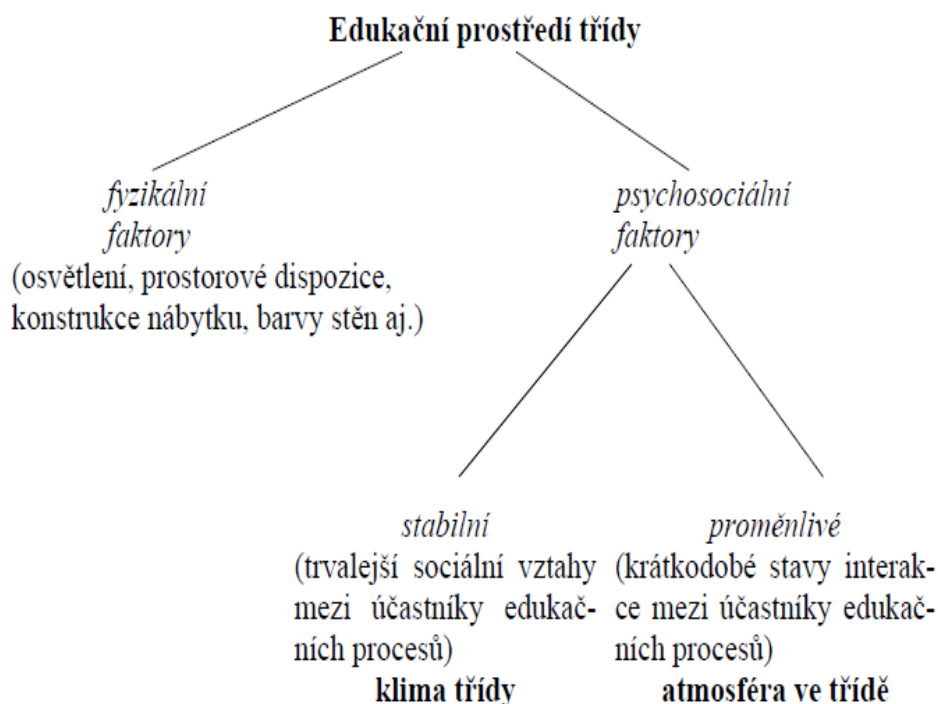 Edukační prostředí třídy
fyzikální
faktory
(osvětlení, prostorové dispozice,
konstrukce nábytku, barvy stěn aj.)
psychosociální
faktory
stabilní
(trvalejší sociální vztahy
mezi účastníky edukač-
ních procesů)
klima třídy
proměnlivé
(krátkodobé stavy interak-
ce mezi účastníky edukač-
ních procesů)
atmosféra ve třídě